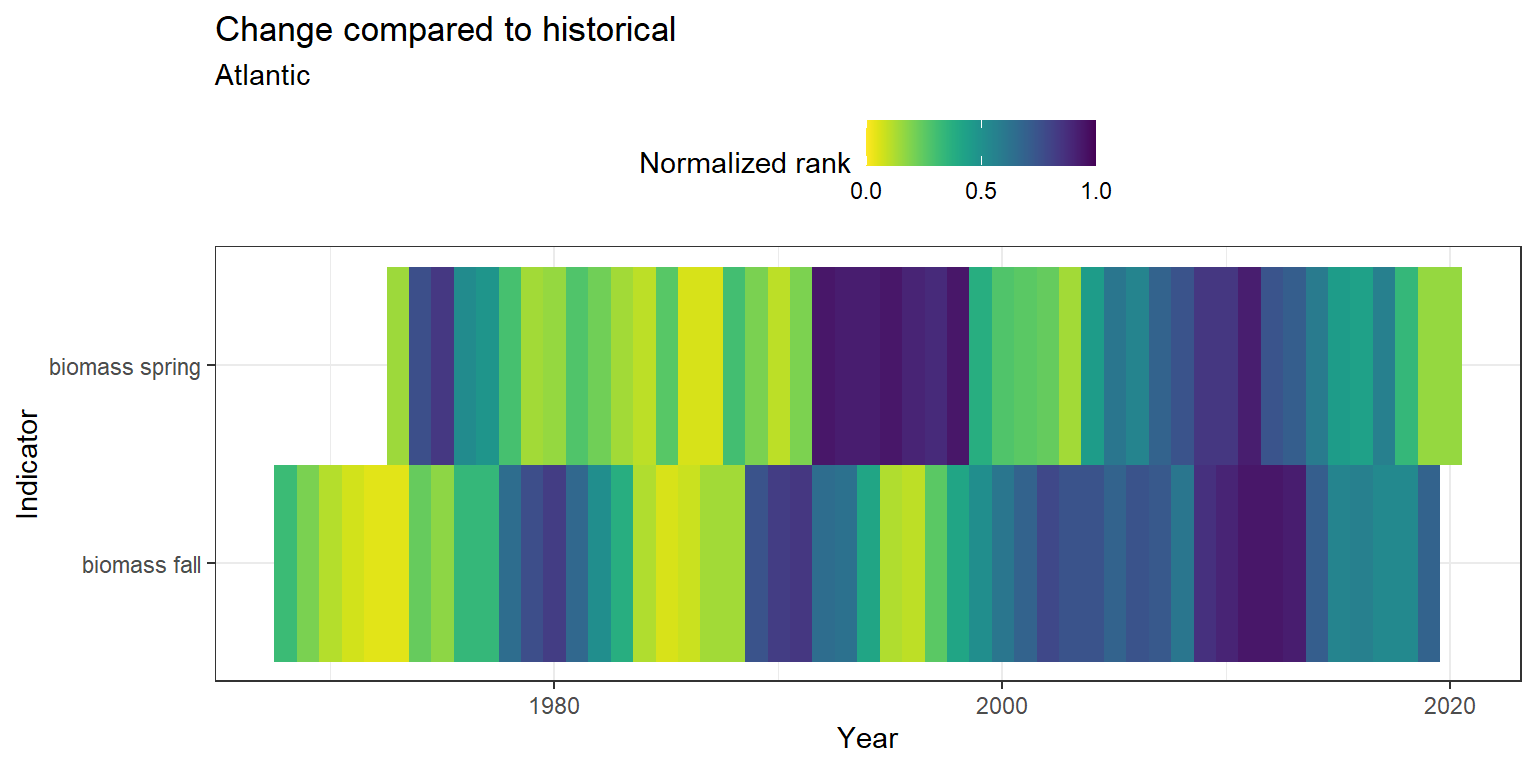 Change compared to historical
Atlantic
Normalized rank
0.0 0.5 1.0
biomass spring
biomass fall
Indicator
1980 2000 2020
Year